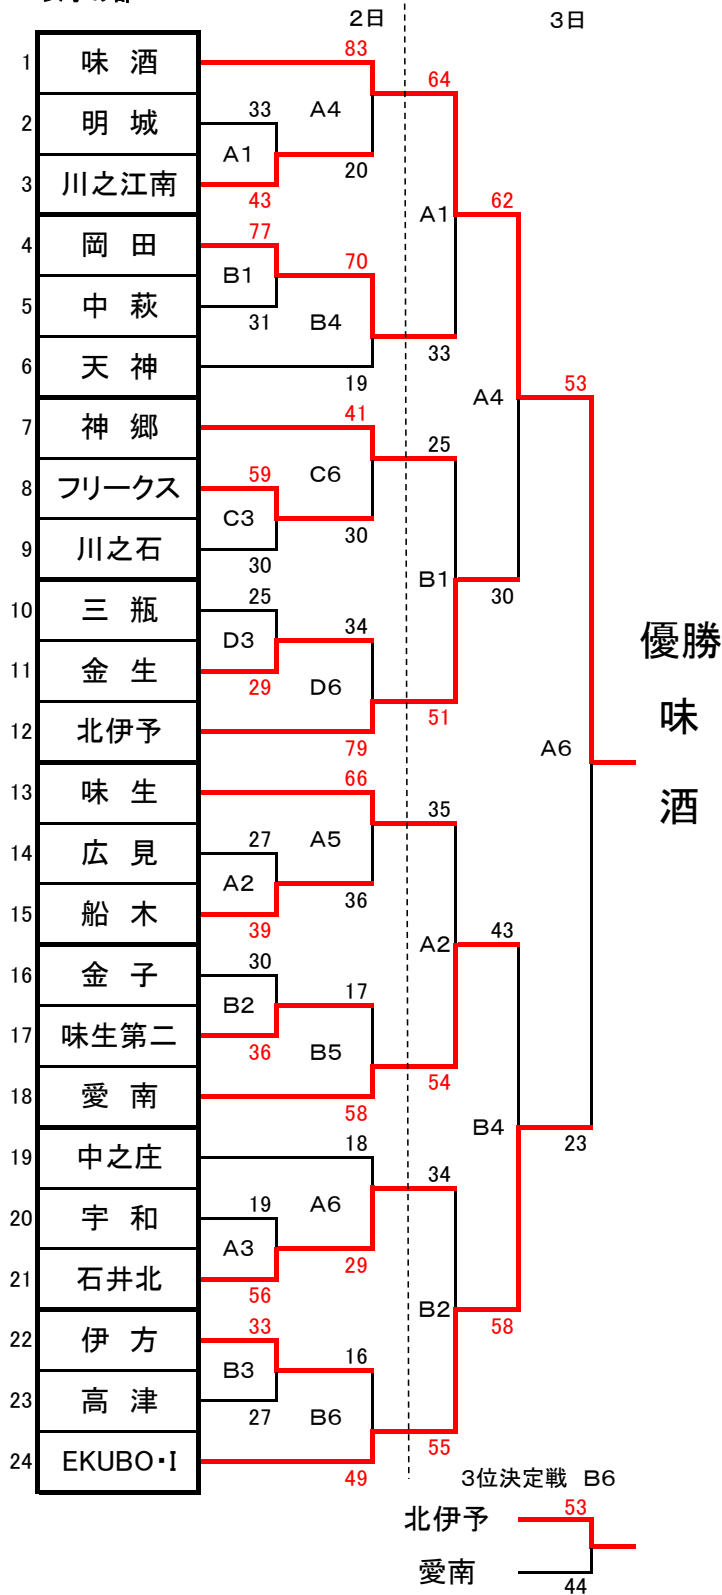 2日 3日
83
1 味 酒
64
2 明 城 33 A4
A1
20
3 川之江南 43
A1 62
4 岡 田 77
70
B1
5 中 萩 31 B4
33
6 天 神 19
A4 53
7 神 郷 41
25
8 フリークス 59 C6
C3
30
9 川之石 30
B1 30
10 三 瓶 25
34
D3
11 金 生 29 D6
51
12 北伊予 79
優勝
味
酒
A6
13 味 生 66
35
14 広 見 27 A5
A2
36
15 船 木 39
A2 43
16 金 子 30
17
B2
17 味生第二 36 B5
54
18 愛 南 58
B4 23
19 中之庄 18
34
20 宇 和 19 A6
A3
29
21 石井北 56
B2 58
22 伊 方 33
16
B3
23 高 津 27 B6
55
24 EKUBO・I 49
3位決定戦 B6
北伊予 53
愛南 44